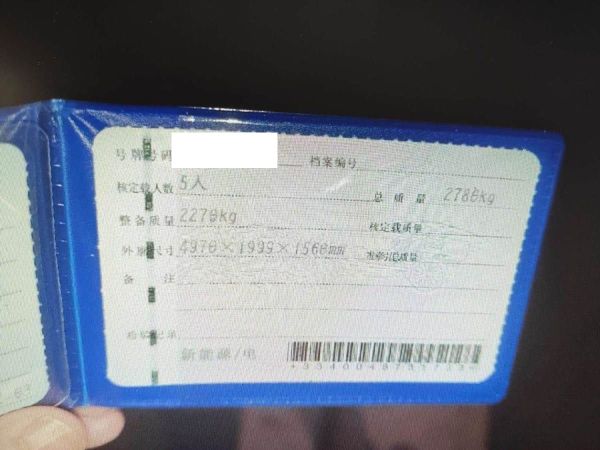 号牌号码 档案编号
核定载人数 5人 总质量 2786kg
整备质量 2270kg 核定载质量
外廓尺寸 4970×1999×1560mm 准牵引总质量
备注
检验记录
新能源/电